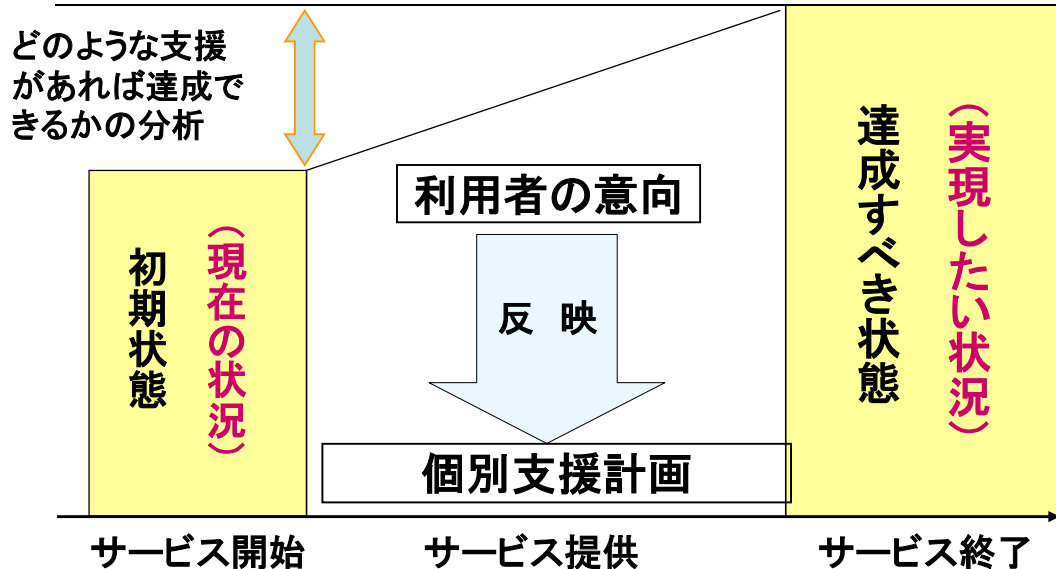 どのような支援
があれば達成で
きるかの分析
初期状態
（現在の状況）
利用者の意向
反　映
個別支援計画
達成すべき状態
（実現したい状況）
サービス開始
サービス提供
サービス終了